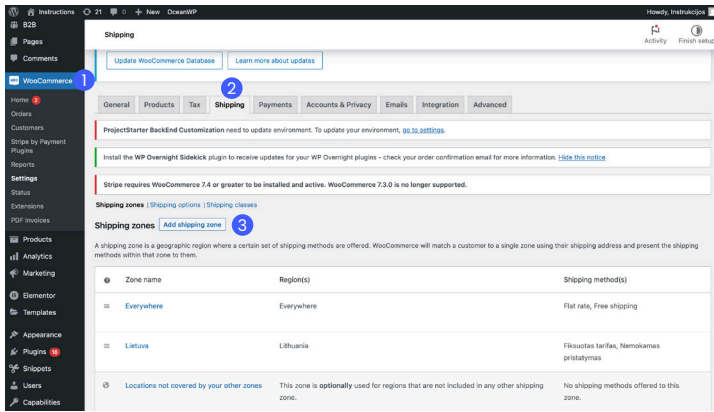 Instructions
21
0
New
OceanWP
Howdy, Instrukcijos
B2B
Pages
Comments
WooCommerce
1
Home 2
Orders
Customers
Stripe by Payment
Plugins
Reports
Settings
Status
Extensions
PDF Invoices
Products
Analytics
Marketing
Elementor
Templates
Appearance
Plugins 16
Snippets
Users
Capabilities
Shipping
Activity
Finish setup
Update WooCommerce Database
Learn more about updates
2
General
Products
Tax
Shipping
Payments
Accounts & Privacy
Emails
Integration
Advanced
ProjectStarter BackEnd Customization need to update environment. To update your environment, go to settings.
Install the WP Overnight Sidekick plugin to receive updates for your WP Overnight plugins - check your order confirmation email for more information. Hide this notice
Stripe requires WooCommerce 7.4 or greater to be installed and active. WooCommerce 7.3.0 is no longer supported.
Shipping zones | Shipping options | Shipping classes
Shipping zones
Add shipping zone
3
A shipping zone is a geographic region where a certain set of shipping methods are offered. WooCommerce will match a customer to a single zone using their shipping address and present the shipping
methods within that zone to them.
Zone name
Region(s)
Shipping method(s)
Everywhere
Everywhere
Flat rate, Free shipping
Lietuva
Lithuania
Fiksuotas tarifas, Nemokamas
pristatymas
Locations not covered by your other zones
This zone is optionally used for regions that are not included in any other shipping
zone.
No shipping methods offered to this
zone.